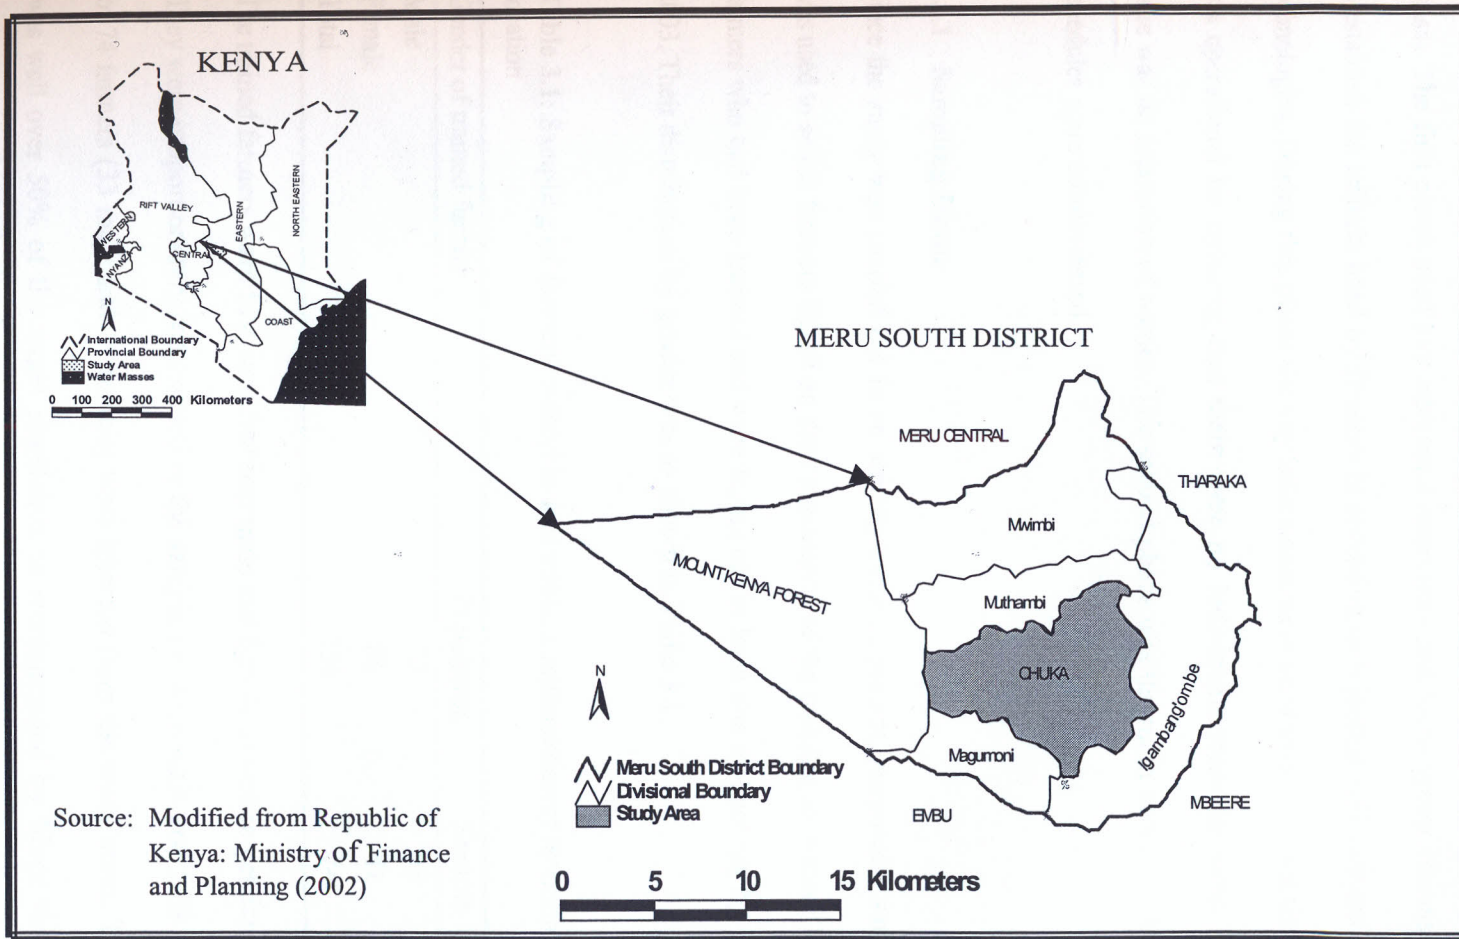 KENYA
RIFT VALLEY
EASTERN
NORTH EASTERN
WESTERN
NYANZA
CENTRAL
COAST
N
International Boundary
Provincial Boundary
Study Area
Water Masses
0 100 200 300 400 Kilometers
MERU SOUTH DISTRICT
MERU CENTRAL
THARAKA
Mwimbi
MOUNT KENYA FOREST
Muthambi
CHUKA
Igambang'ombe
Magumoni
EMBU
MBEERE
N
Meru South District Boundary
Divisional Boundary
Study Area
0 5 10 15 Kilometers
Source: Modified from Republic of
Kenya: Ministry of Finance
and Planning (2002)